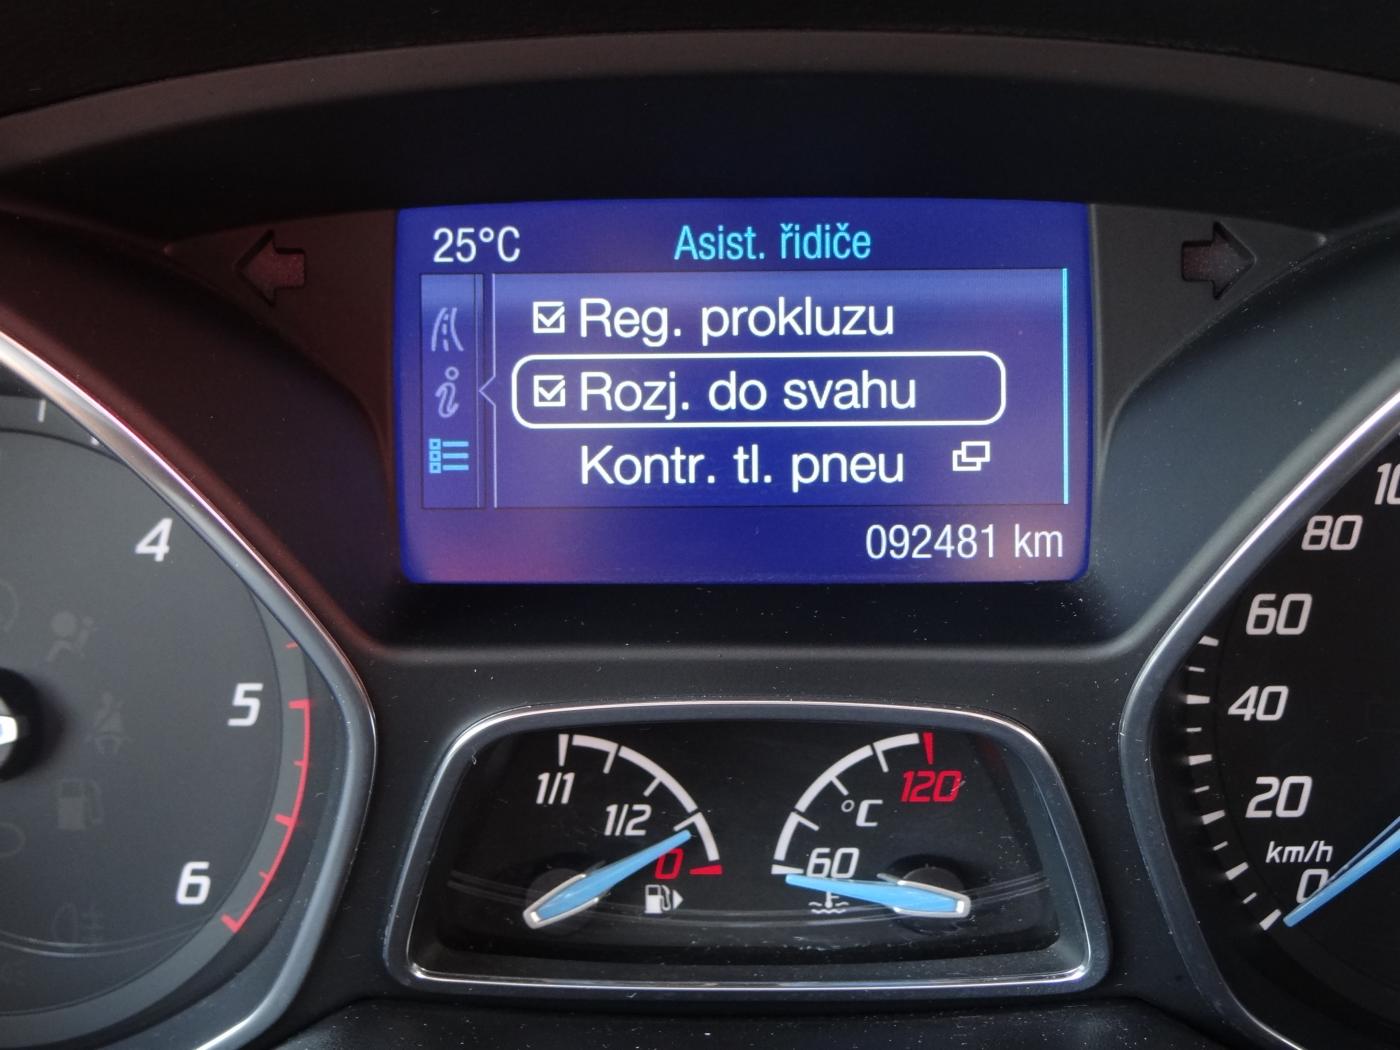 25°C Asist. řidiče
Reg. prokluzu
Rozj. do svahu
Kontr. tl. pneu
092481 km
4
5
6
1/1
1/2
0
°C
120
60
80
60
40
20
km/h
0